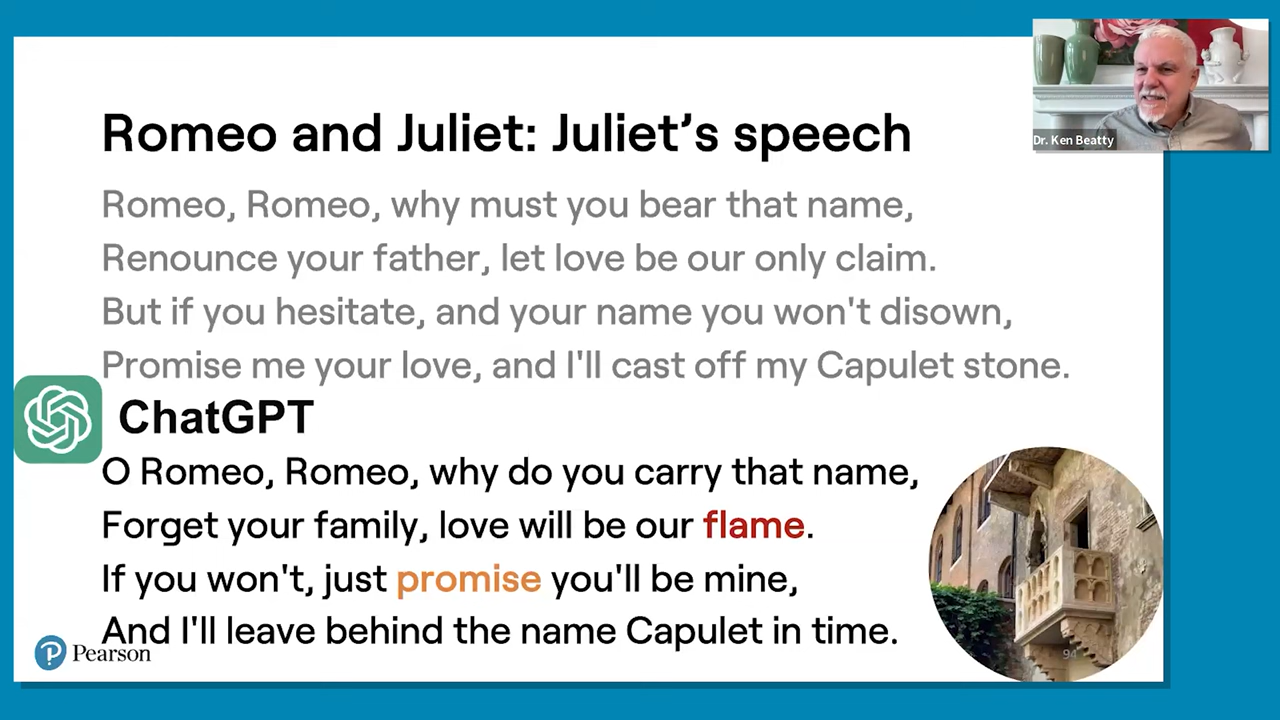 Dr. Ken Beatty
Romeo and Juliet: Juliet’s speech
Romeo, Romeo, why must you bear that name,
Renounce your father, let love be our only claim.
But if you hesitate, and your name you won't disown,
Promise me your love, and I'll cast off my Capulet stone.
ChatGPT
O Romeo, Romeo, why do you carry that name,
Forget your family, love will be our flame.
If you won't, just promise you'll be mine,
And I'll leave behind the name Capulet in time.
P Pearson
94